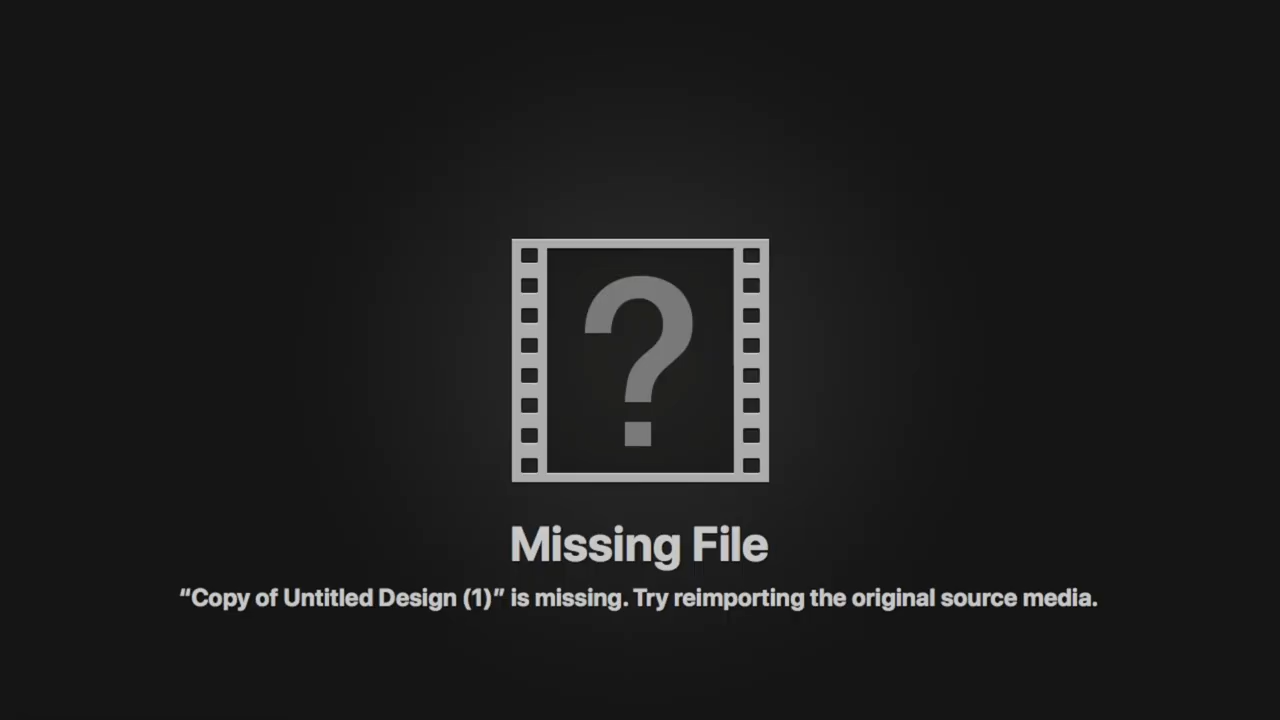 ?
Missing File
“Copy of Untitled Design (1)” is missing. Try reimporting the original source media.